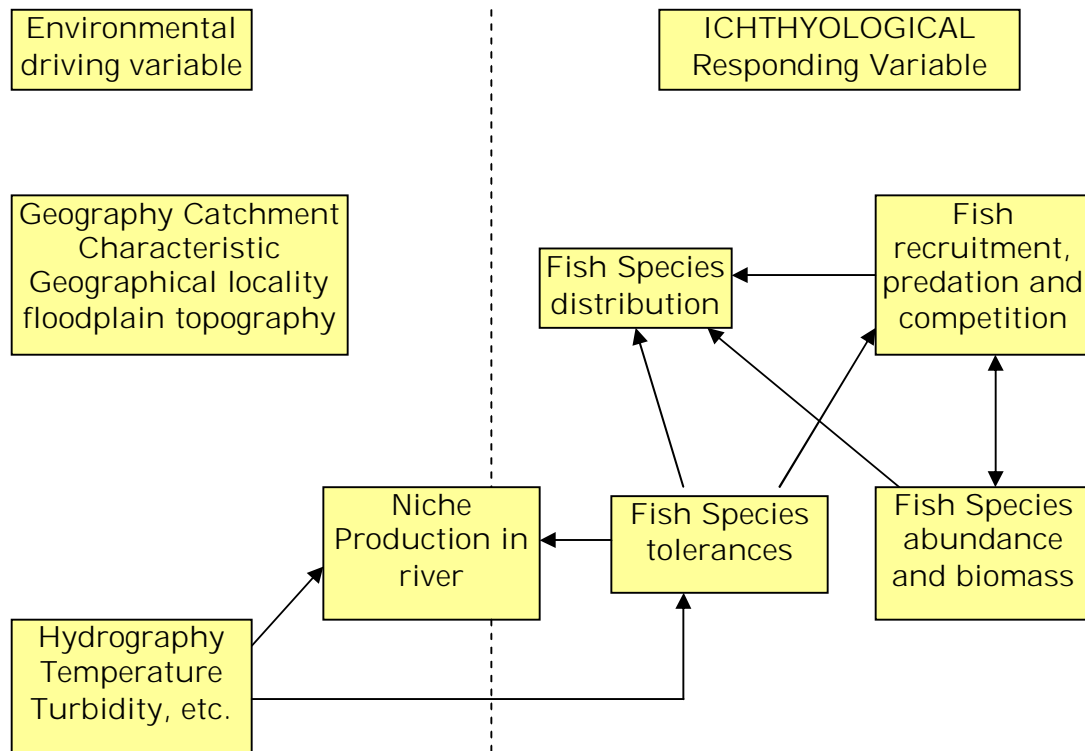 Environmental
driving variable
ICHTHYOLOGICAL
Responding Variable
Geography Catchment
Characteristic
Geographical locality
floodplain topography
Fish Species
distribution
Fish
recruitment,
predation and
competition
Niche
Production in
river
Fish Species
tolerances
Fish Species
abundance
and biomass
Hydrography
Temperature
Turbidity, etc.